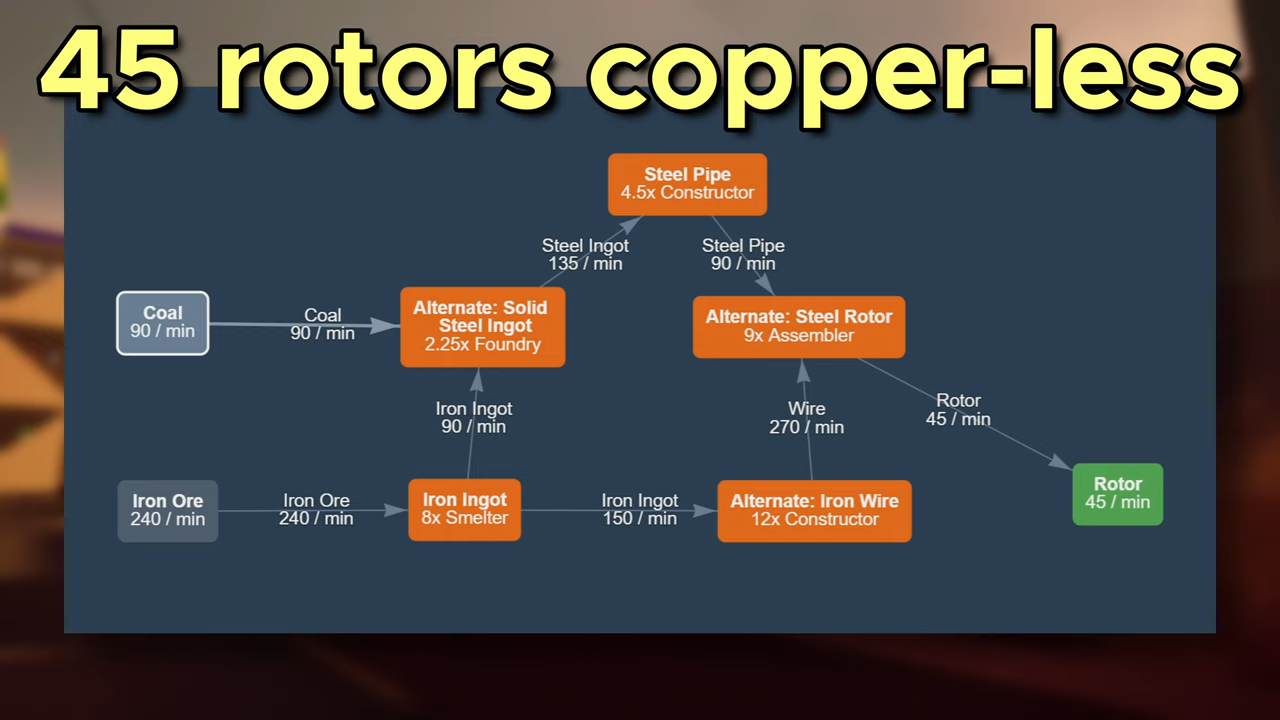 45 rotors copper-less
Steel Pipe
4.5x Constructor
Steel Ingot
135 / min
Steel Pipe
90 / min
Coal
90 / min
Coal
90 / min
Alternate: Solid
Steel Ingot
2.25x Foundry
Alternate: Steel Rotor
9x Assembler
Iron Ingot
90 / min
Wire
270 / min
Rotor
45 / min
Iron Ore
240 / min
Iron Ore
240 / min
Iron Ingot
8x Smelter
Iron Ingot
150 / min
Alternate: Iron Wire
12x Constructor
Rotor
45 / min